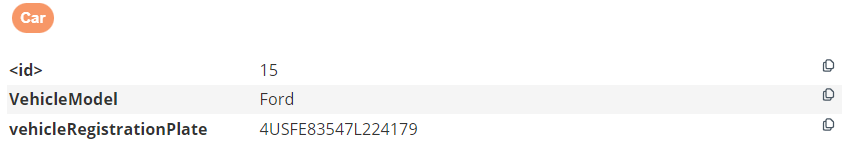 Car
<id> 15
VehicleModel Ford
vehicleRegistrationPlate 4USFE83547L224179